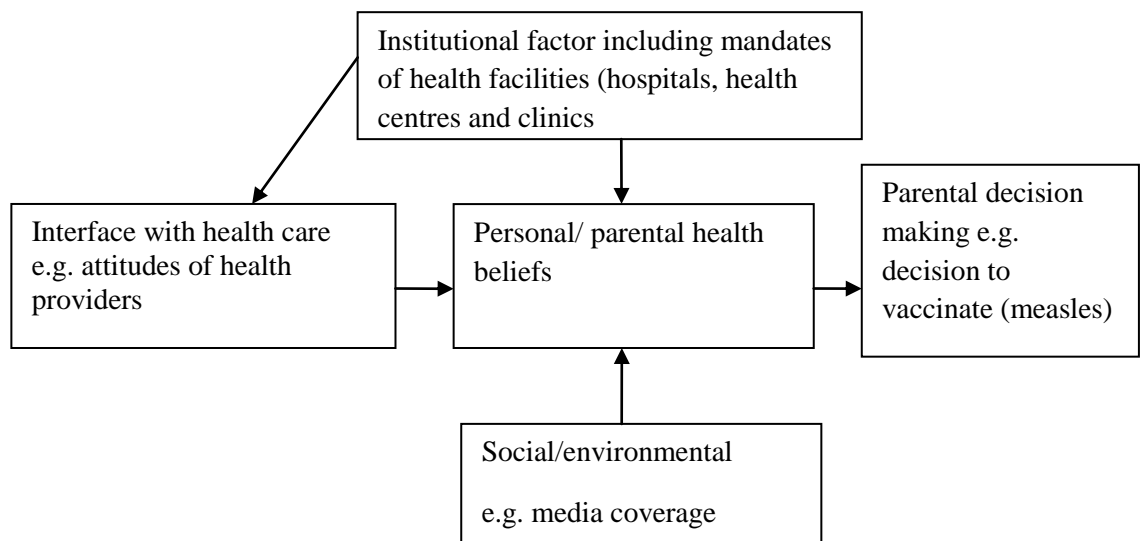 Institutional factor including mandates
of health facilities (hospitals, health
centres and clinics
Interface with health care
e.g. attitudes of health
providers
Personal/ parental health
beliefs
Parental decision
making e.g.
decision to
vaccinate (measles)
Social/environmental
e.g. media coverage